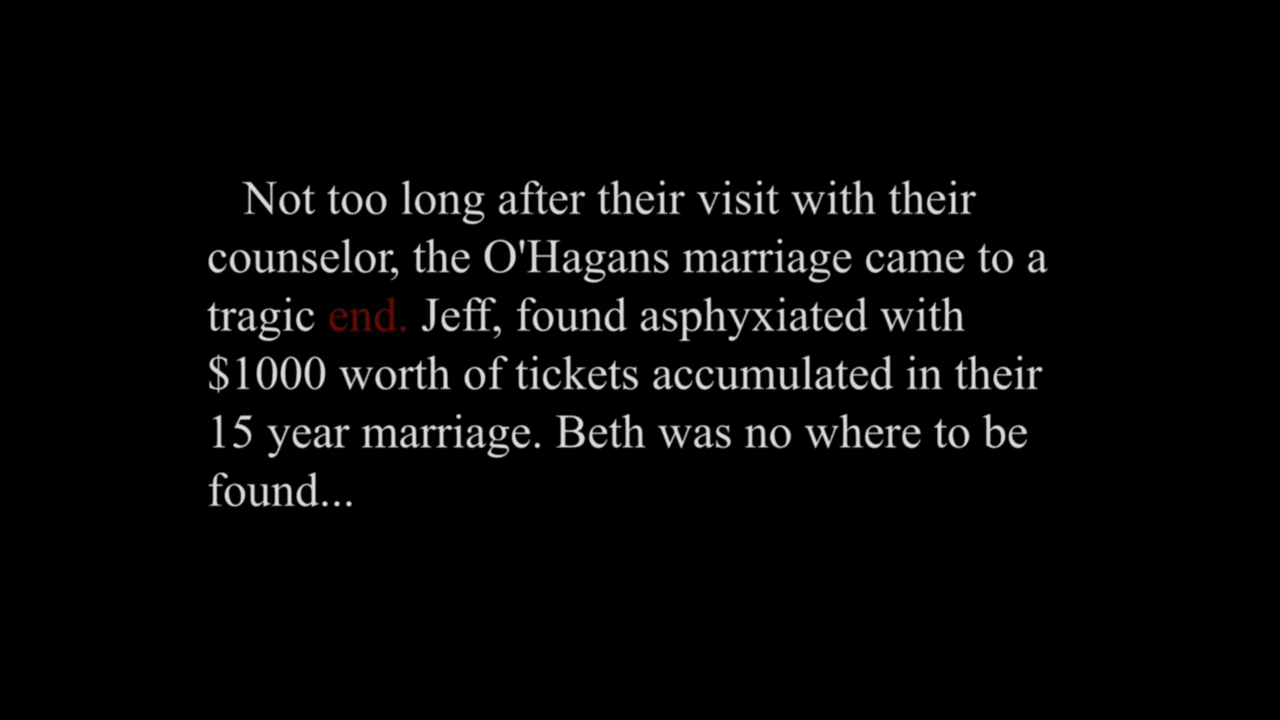 Not too long after their visit with their
counselor, the O'Hagans marriage came to a
tragic end. Jeff, found asphyxiated with
$1000 worth of tickets accumulated in their
15 year marriage. Beth was no where to be
found...